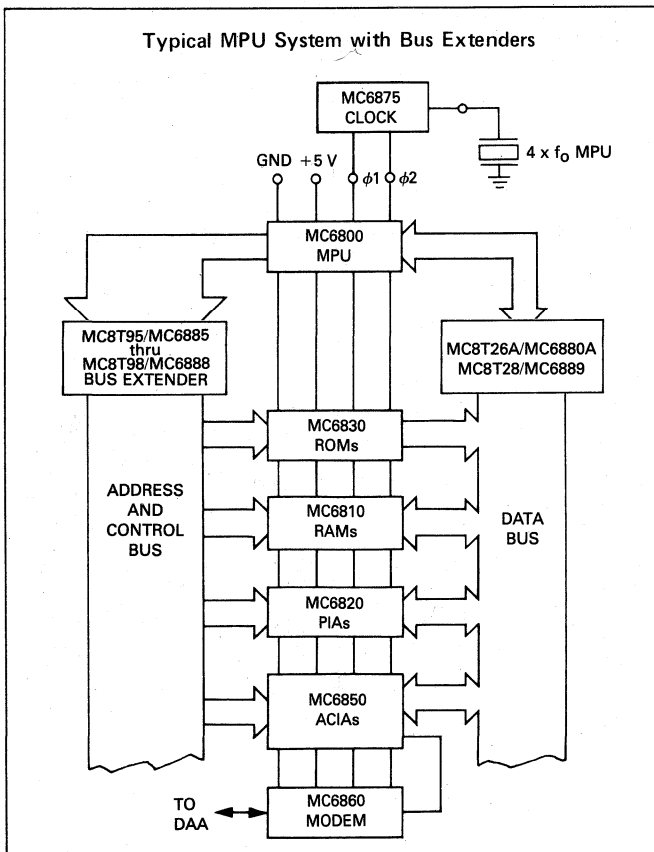 Typical MPU System with Bus Extenders
MC6875
CLOCK
4 x fo MPU
GND +5 V ϕ1 ϕ2
MC6800
MPU
MC8T95/MC6885
thru
MC8T98/MC6888
BUS EXTENDER
MC8T26A/MC6880A
MC8T28/MC6889
MC6830
ROMs
ADDRESS
AND
CONTROL
BUS
MC6810
RAMs
DATA
BUS
MC6820
PIAs
MC6850
ACIAs
TO
DAA
MC6860
MODEM